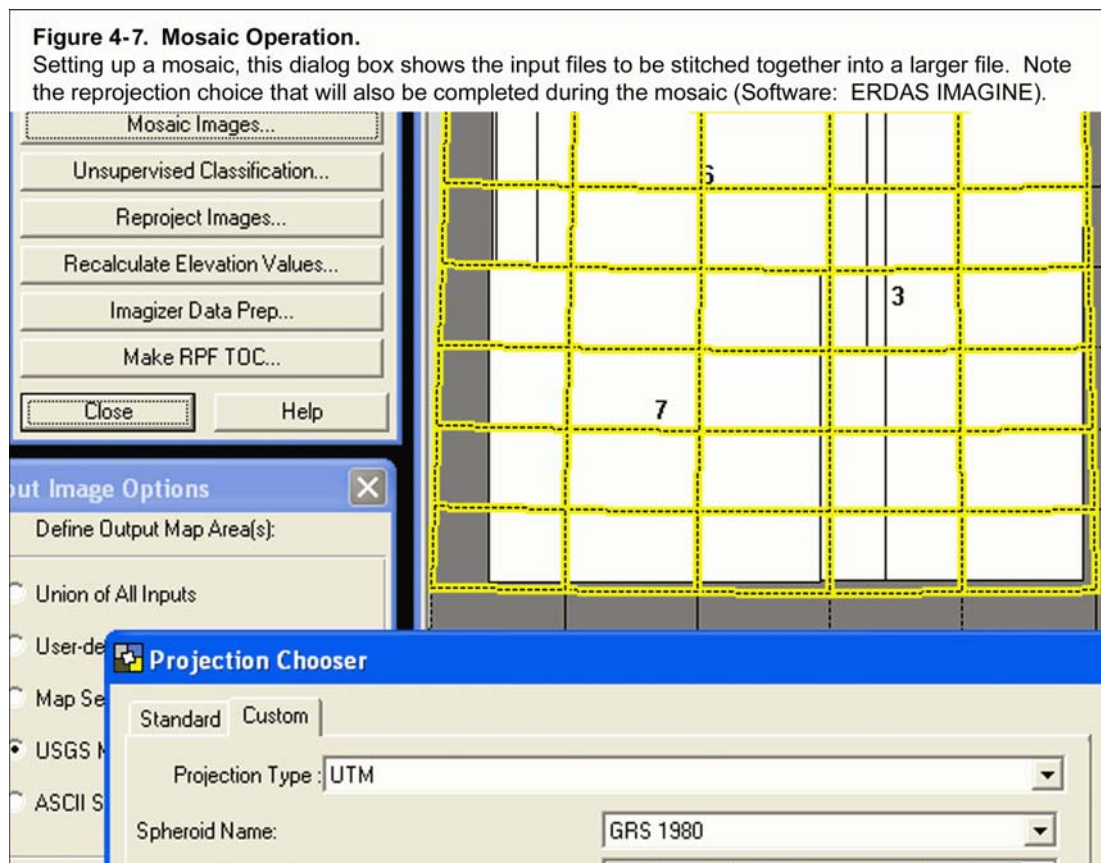 Figure 4-7. Mosaic Operation.
Setting up a mosaic, this dialog box shows the input files to be stitched together into a larger file. Note
the reprojection choice that will also be completed during the mosaic (Software: ERDAS IMAGINE).
Mosaic Images...
Unsupervised Classification...
Reproject Images...
Recalculate Elevation Values...
Imagizer Data Prep...
Make RPF TOC...
Close Help
6
3
7
Image Options
Define Output Map Area(s):
Union of All Inputs
User-de
Map Se
USGS
ASCII S
Projection Chooser
Standard Custom
Projection Type : UTM
Spheroid Name: GRS 1980